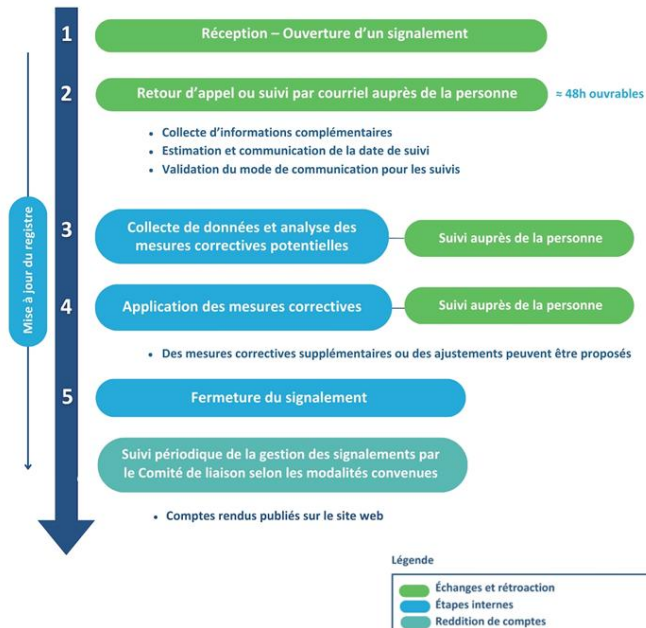 1
Réception – Ouverture d’un signalement
2
Retour d’appel ou suivi par courriel auprès de la personne
≈ 48h ouvrables
• Collecte d’informations complémentaires
• Estimation et communication de la date de suivi
• Validation du mode de communication pour les suivis
Mise à jour du registre
3
Collecte de données et analyse des
mesures correctives potentielles
Suivi auprès de la personne
4
Application des mesures correctives
Suivi auprès de la personne
• Des mesures correctives supplémentaires ou des ajustements peuvent être proposés
5
Fermeture du signalement
Suivi périodique de la gestion des signalements par
le Comité de liaison selon les modalités convenues
• Comptes rendus publiés sur le site web
Légende
Échanges et rétroaction
Étapes internes
Reddition de comptes